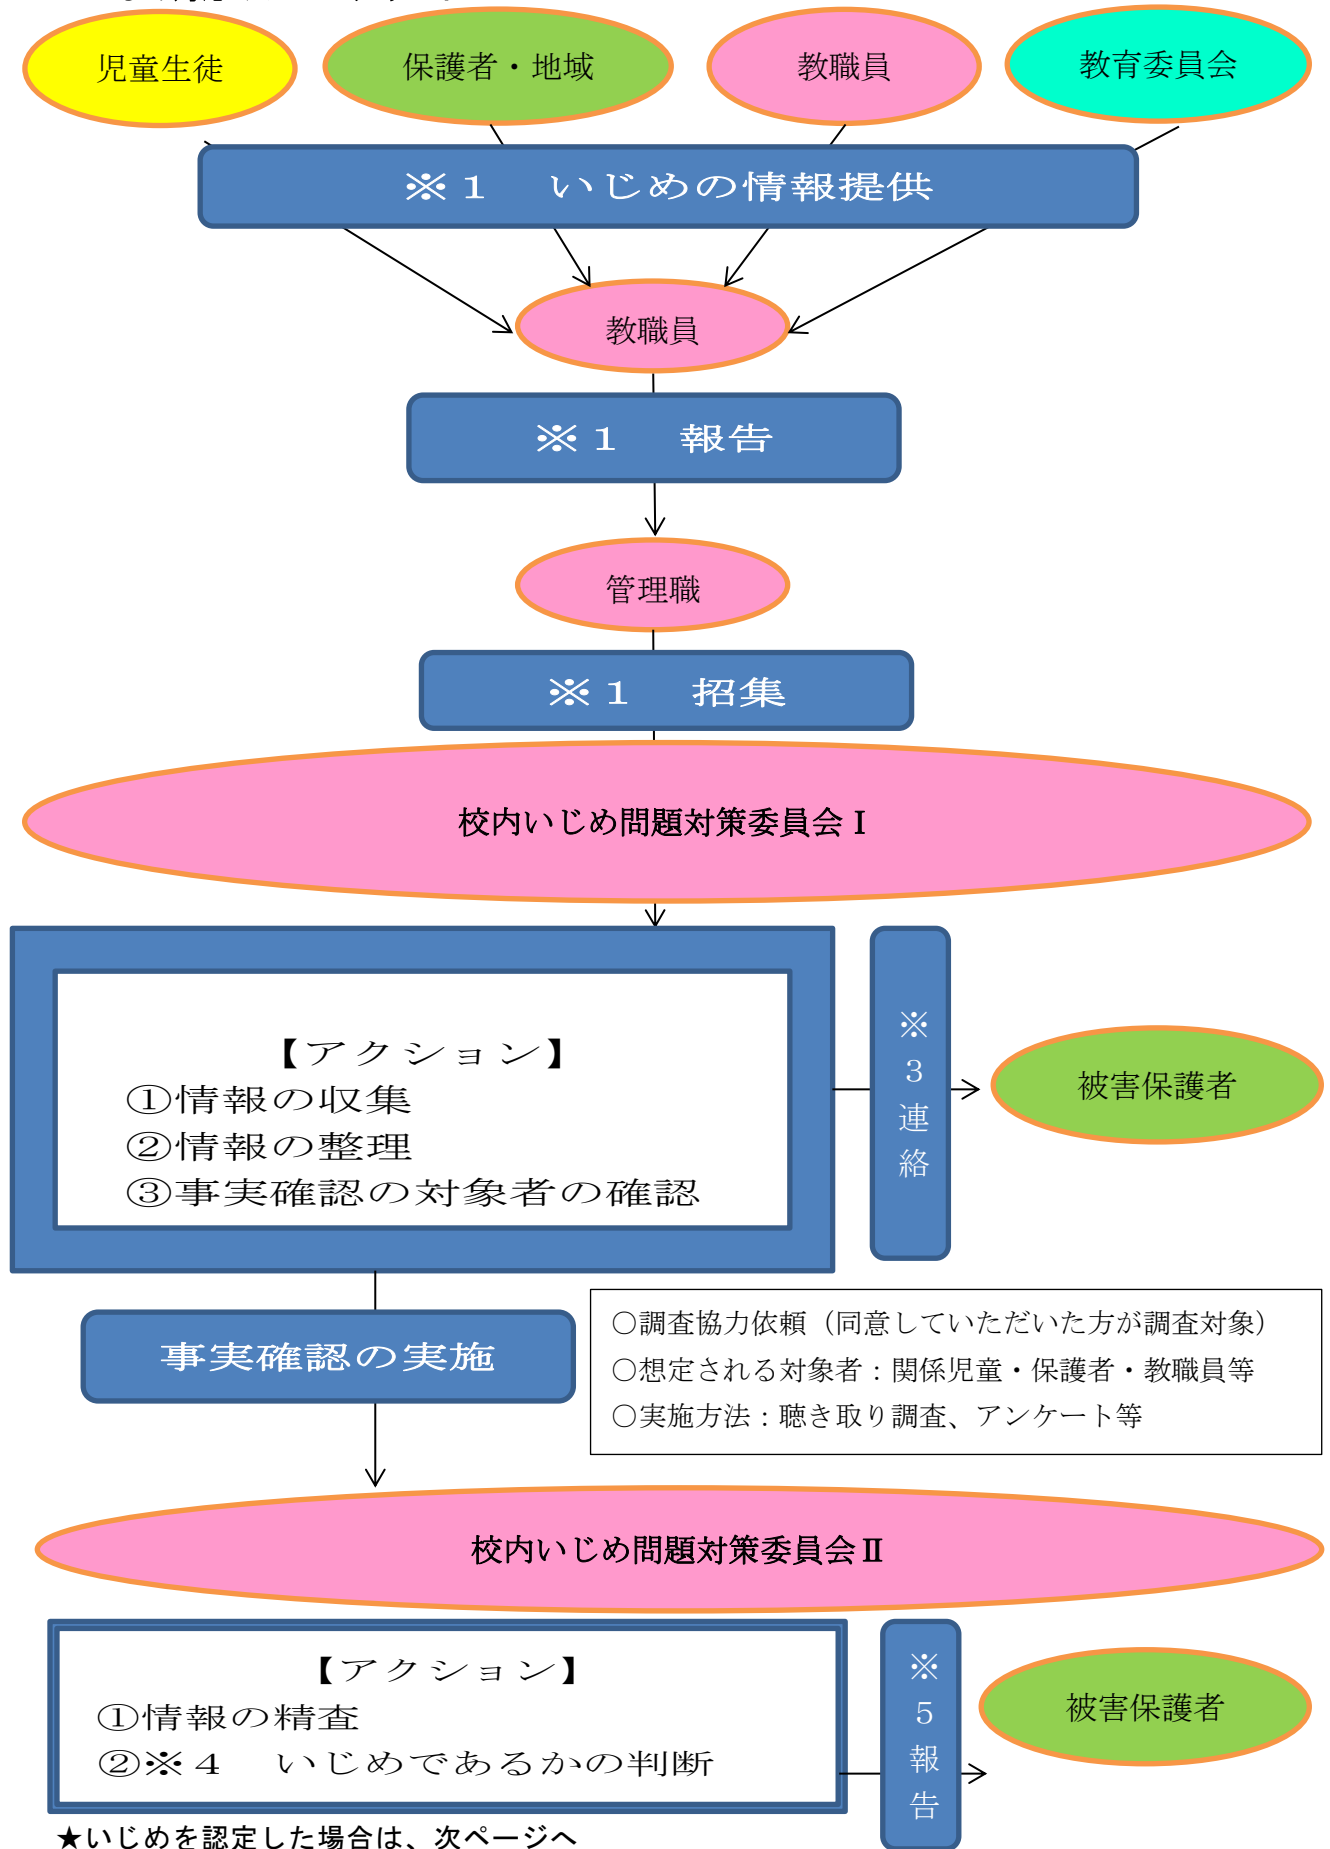 児童生徒
保護者・地域
教職員
教育委員会
※１　いじめの情報提供
教職員
※１　報告
管理職
※１　招集
校内いじめ問題対策委員会Ⅰ
【アクション】
①情報の収集
②情報の整理
③事実確認の対象者の確認
※３連絡
被害保護者
事実確認の実施
○調査協力依頼（同意していただいた方が調査対象）
○想定される対象者：関係児童・保護者・教職員等
○実施方法：聴き取り調査、アンケート等
校内いじめ問題対策委員会Ⅱ
【アクション】
①情報の精査
②※４　いじめであるかの判断
※５報告
被害保護者
★いじめを認定した場合は、次ページへ